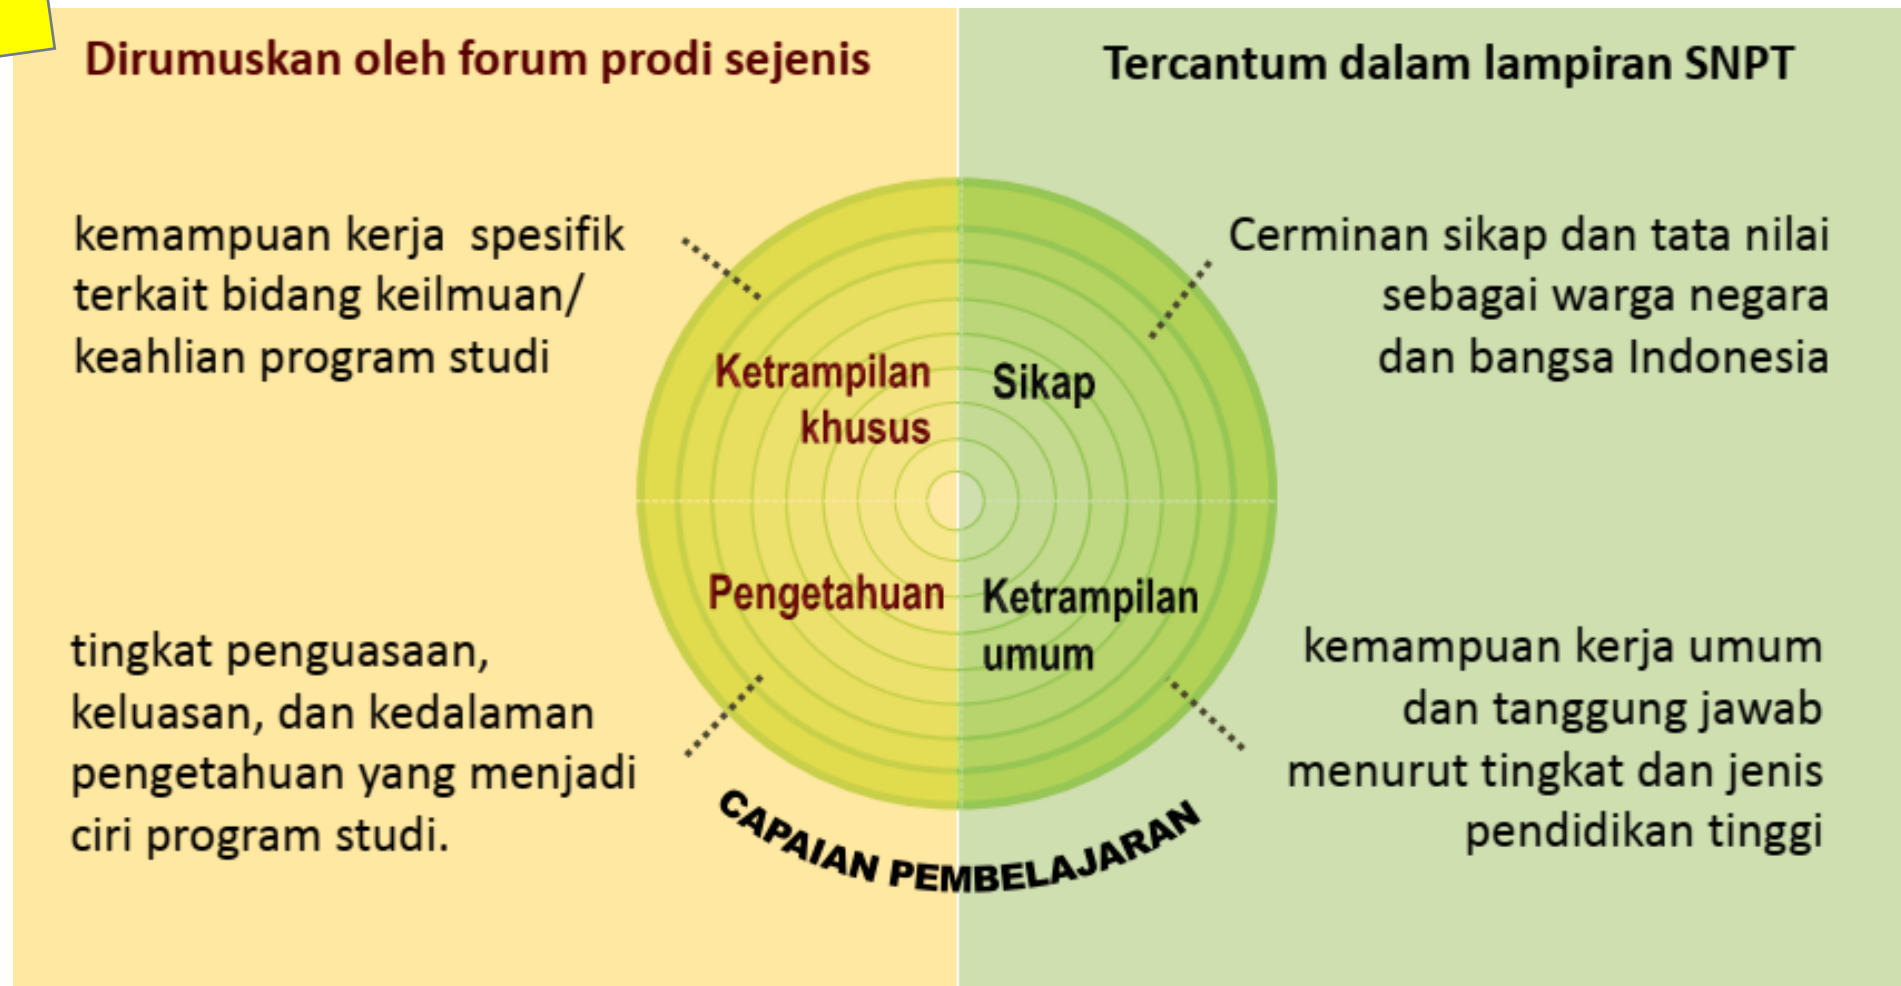 Dirumuskan oleh forum prodi sejenis
kemampuan kerja spesifik
terkait bidang keilmuan/
keahlian program studi
Ketrampilan
khusus
Pengetahuan
tingkat penguasaan,
keluasan, dan kedalaman
pengetahuan yang menjadi
ciri program studi.
Tercantum dalam lampiran SNPT
Cerminan sikap dan tata nilai
sebagai warga negara
dan bangsa Indonesia
Sikap
Ketrampilan
umum
kemampuan kerja umum
dan tanggung jawab
menurut tingkat dan jenis
pendidikan tinggi
CAPAIAN PEMBELAJARAN